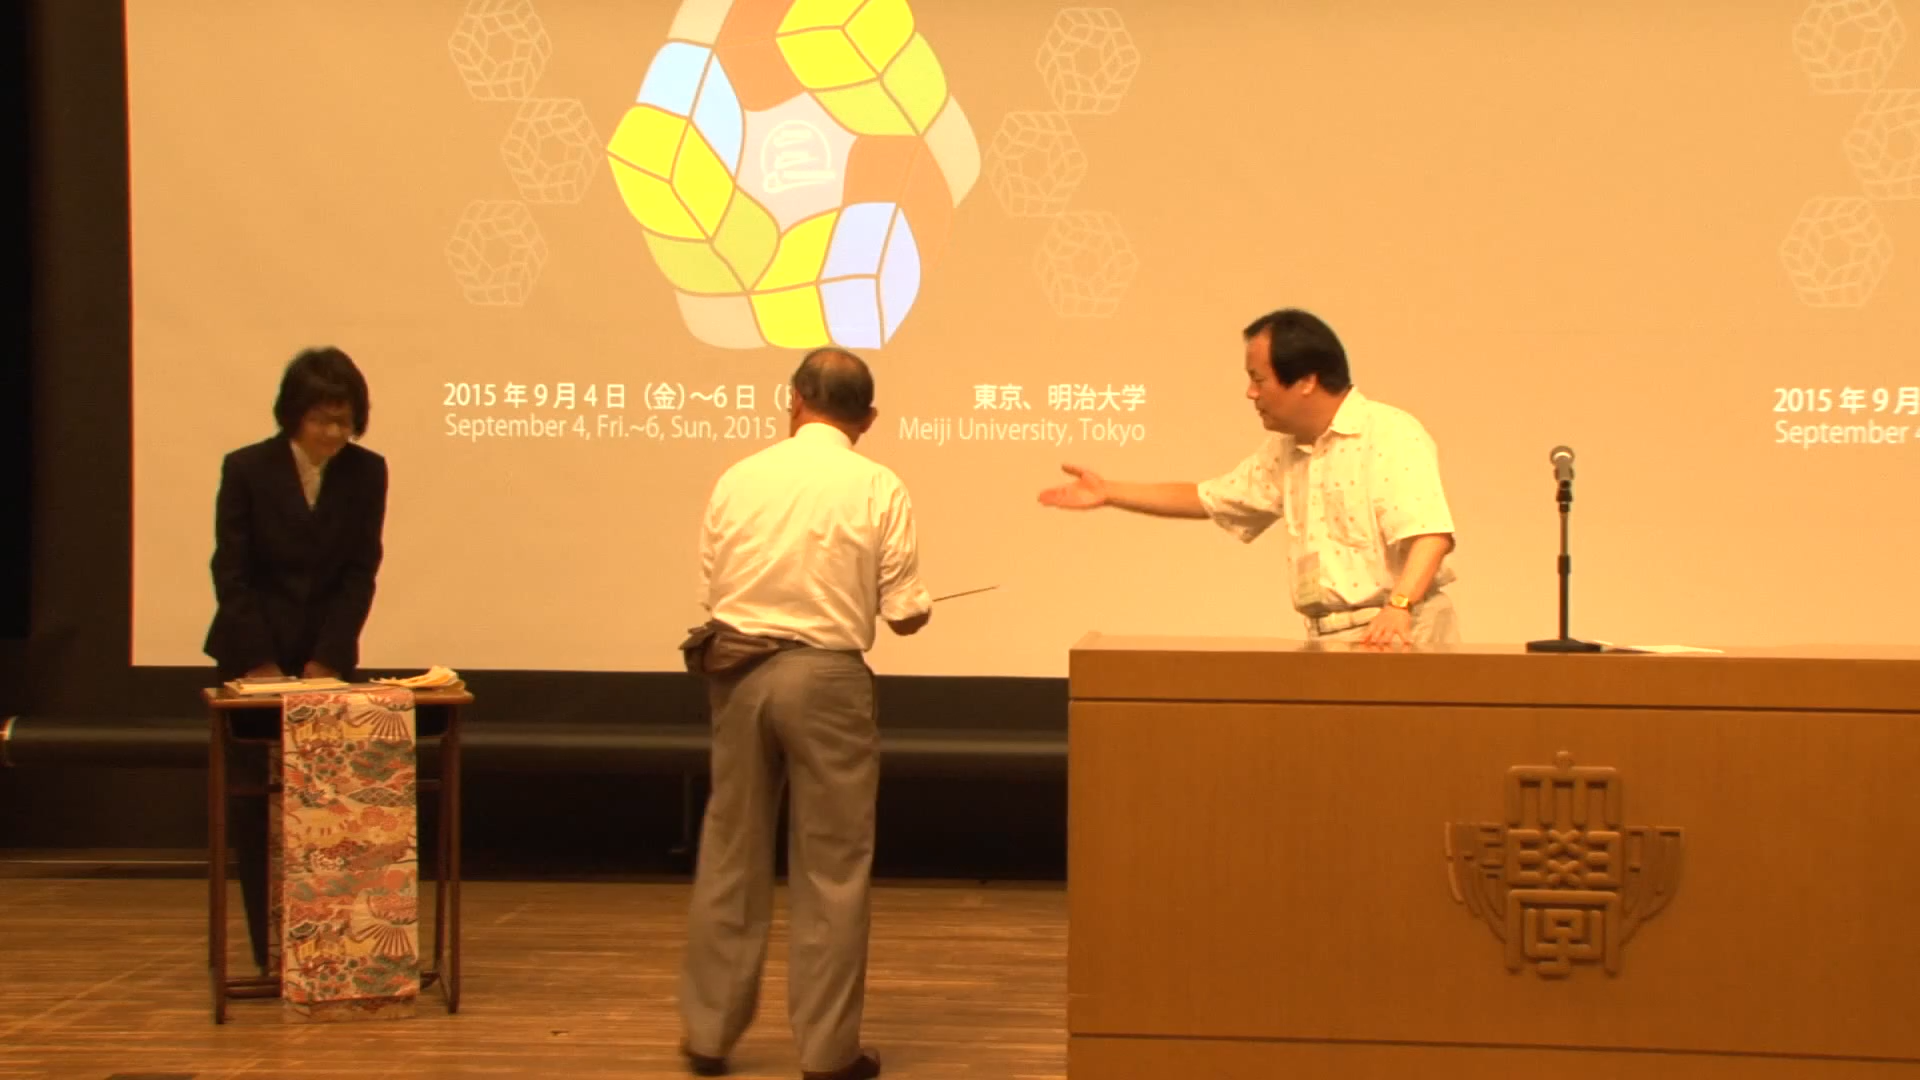 2015年9月4日（金）～6日（
東京、明治大学
September 4, Fri.~6, Sun, 2015
Meiji University, Tokyo
2015年9月
September